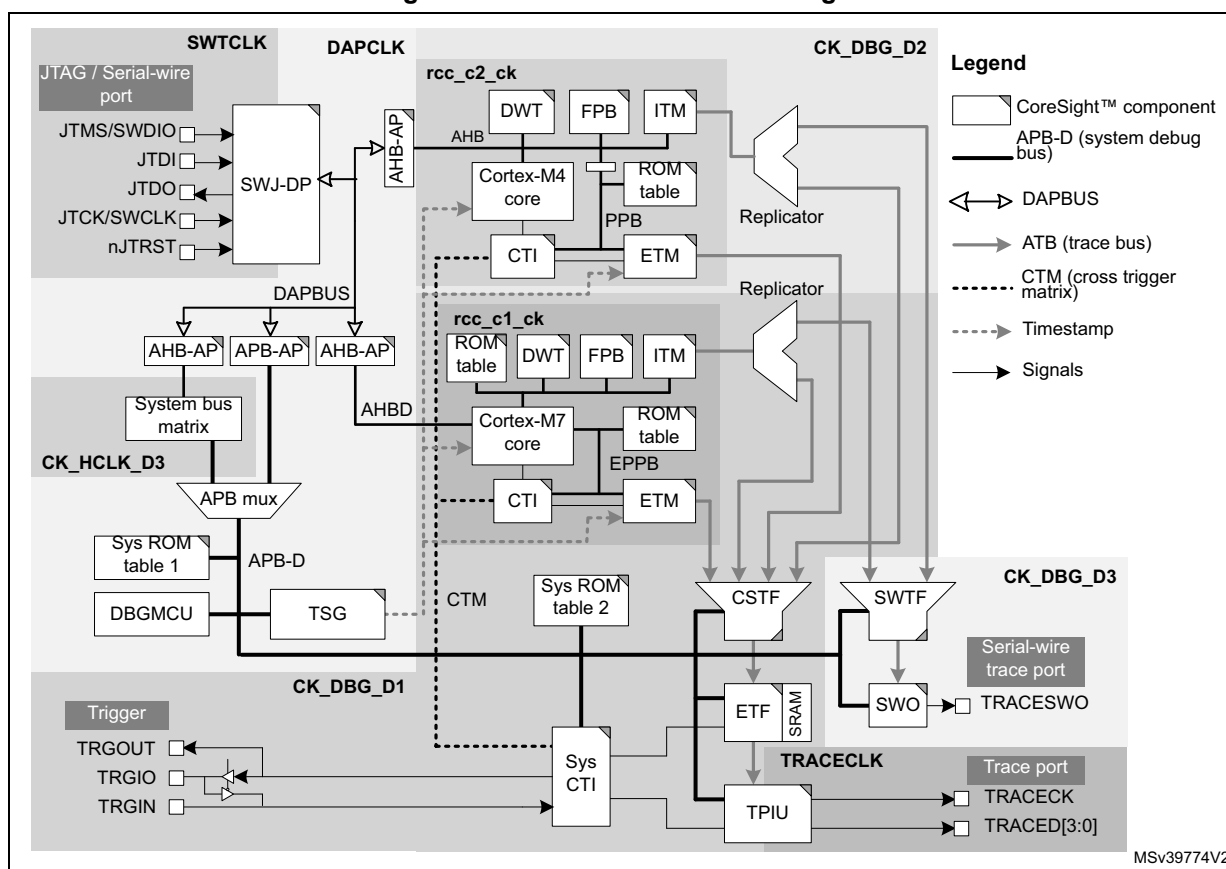 SWTCLK
DAPCLK
CK_DBG_D2
JTAG / Serial-wire
port
JTMS/SWDIO
JTDI
JTDO
JTCK/SWCLK
nJTRST
SWJ-DP
AHB-AP
AHB
rcc_c2_ck
DWT
FPB
ITM
Cortex-M4
core
ROM
table
PPB
CTI
ETM
Replicator
Legend
CoreSight™ component
APB-D (system debug
bus)
DAPBUS
ATB (trace bus)
CTM (cross trigger
matrix)
Timestamp
Signals
DAPBUS
AHB-AP
APB-AP
AHB-AP
System bus
matrix
CK_HCLK_D3
AHBD
rcc_c1_ck
ROM
table
DWT
FPB
ITM
Cortex-M7
core
ROM
table
EPPB
CTI
ETM
Replicator
APB mux
Sys ROM
table 1
APB-D
DBGMCU
TSG
CTM
Sys ROM
table 2
CSTF
SWTF
CK_DBG_D3
Serial-wire
trace port
SWO
TRACESWO
CK_DBG_D1
Trigger
TRGOUT
TRGIO
TRGIN
Sys
CTI
ETF
SRAM
TRACECLK
TPIU
Trace port
TRACECK
TRACED[3:0]
MSv39774V2